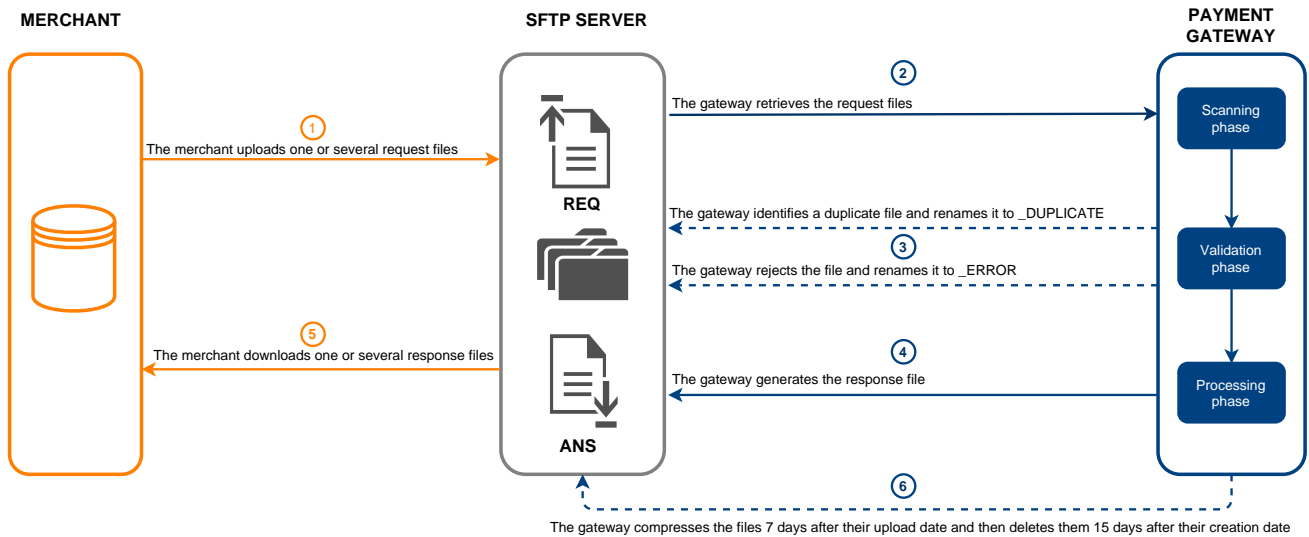 MERCHANT
SFTP SERVER
PAYMENT
GATEWAY
1
The merchant uploads one or several request files
REQ
2
The gateway retrieves the request files
Scanning
phase
The gateway identifies a duplicate file and renames it to _DUPLICATE
3
The gateway rejects the file and renames it to _ERROR
Validation
phase
4
The gateway generates the response file
Processing
phase
5
The merchant downloads one or several response files
ANS
6
The gateway compresses the files 7 days after their upload date and then deletes them 15 days after their creation date